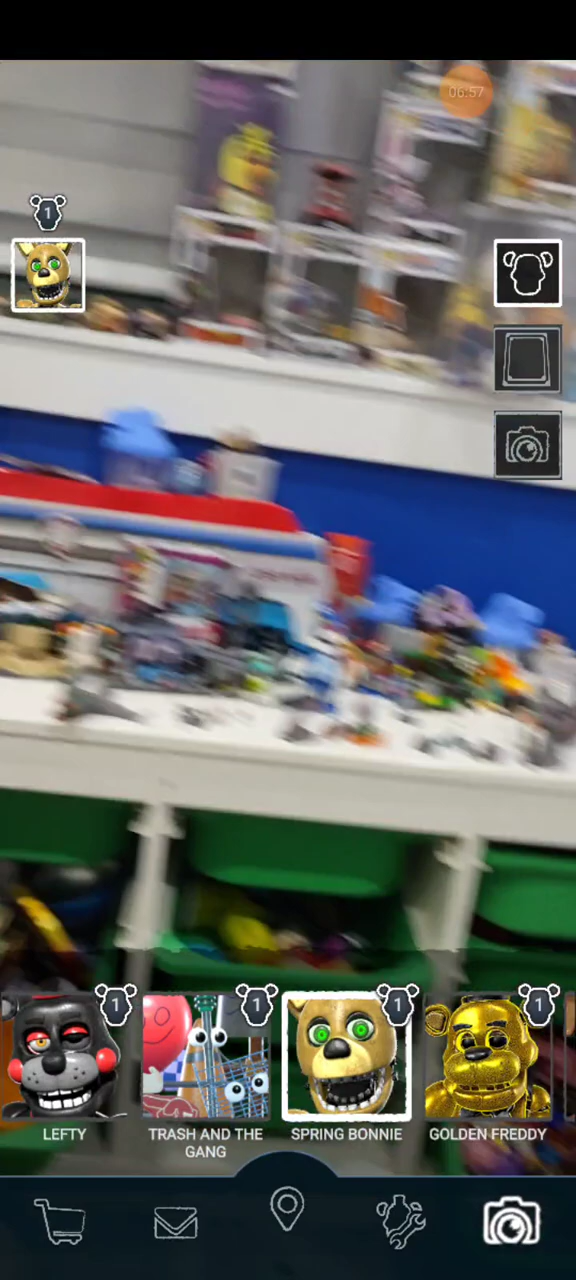 06:57
1
1
1
1
1
LEFTY
TRASH AND THE
GANG
SPRING BONNIE
GOLDEN FREDDY